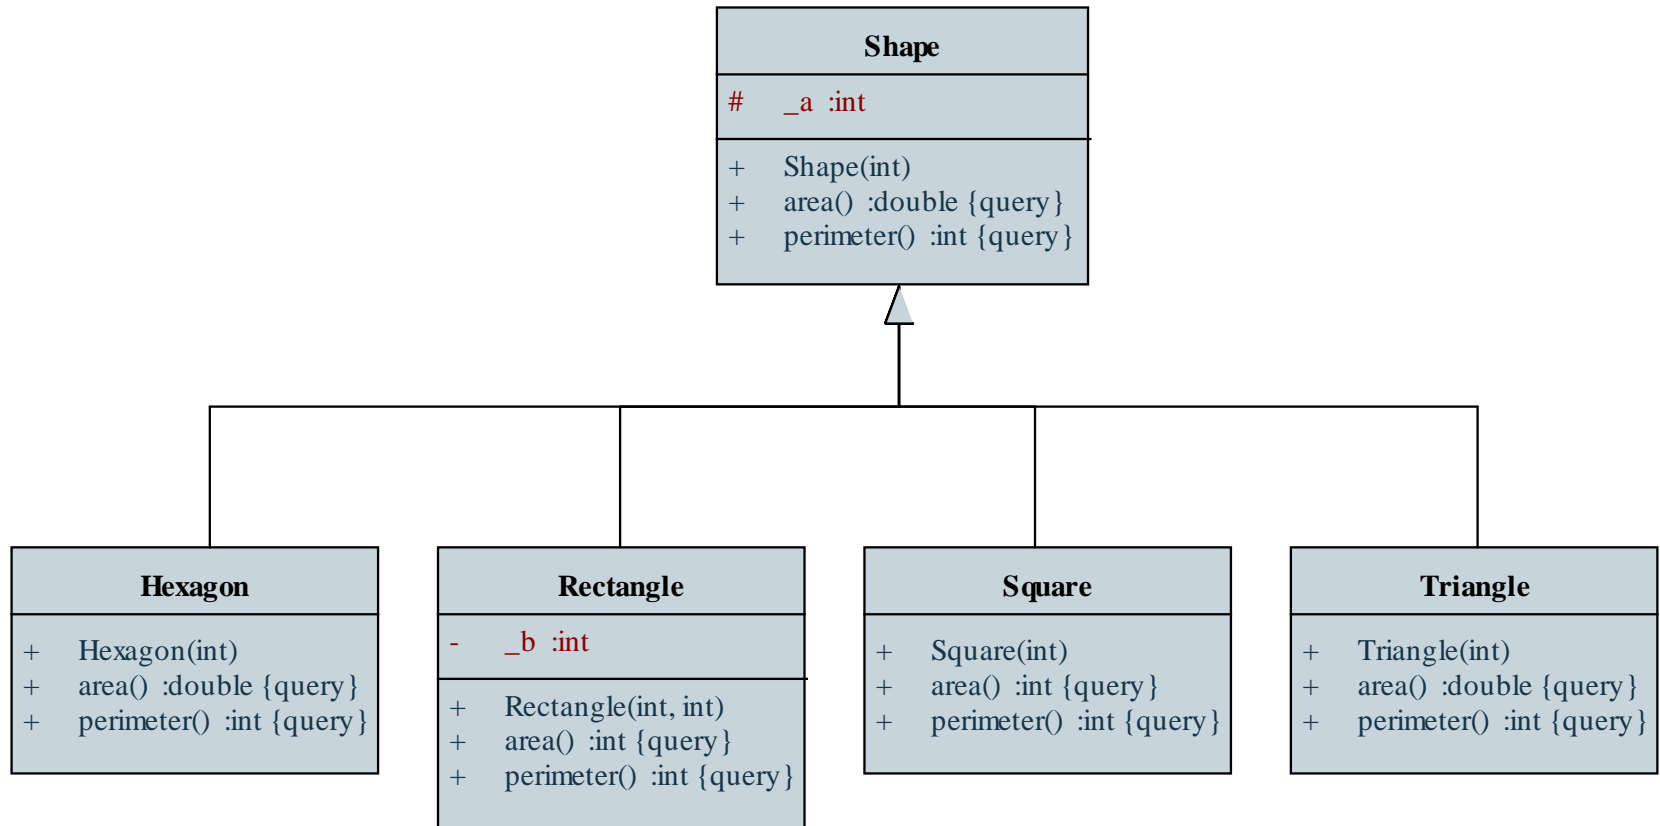 Shape
# _a :int
+ Shape(int)
+ area() :double {query}
+ perimeter() :int {query}
Hexagon
+ Hexagon(int)
+ area() :double {query}
+ perimeter() :int {query}
Rectangle
- _b :int
+ Rectangle(int, int)
+ area() :int {query}
+ perimeter() :int {query}
Square
+ Square(int)
+ area() :int {query}
+ perimeter() :int {query}
Triangle
+ Triangle(int)
+ area() :double {query}
+ perimeter() :int {query}